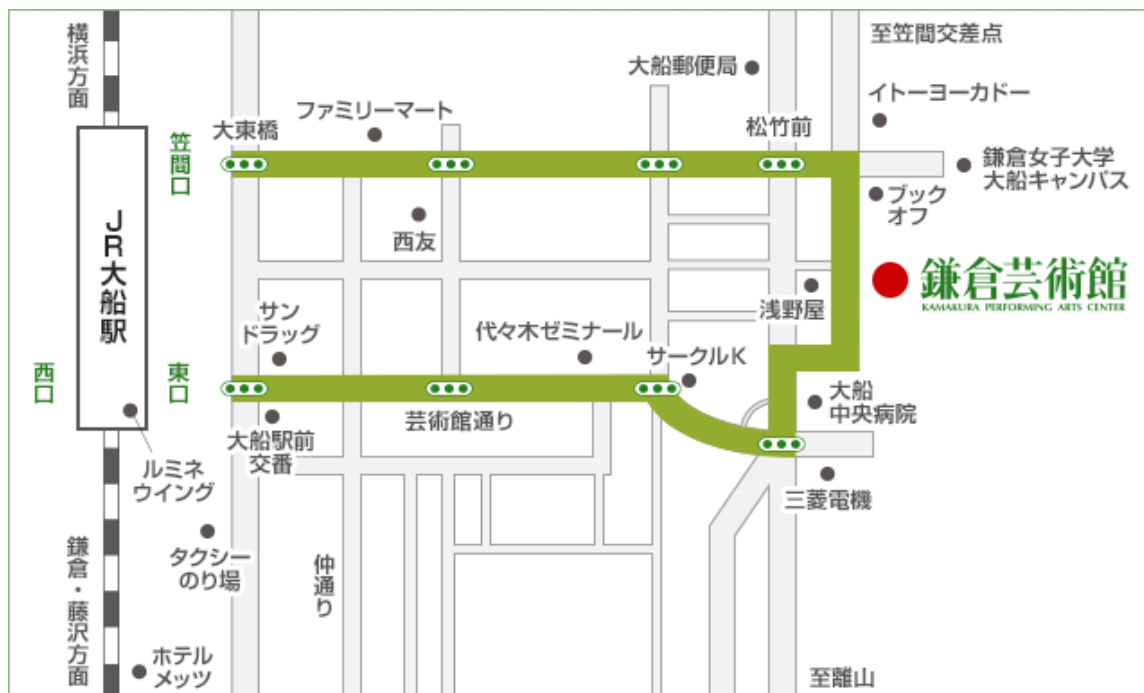 横浜方面
至笠間交差点
大船郵便局
イトーヨーカドー
ファミリーマート
大東橋
松竹前
笠間口
鎌倉女子大学
大船キャンパス
ブック
オフ
西友
JR大船駅
鎌倉芸術館
KAMAKURA PERFORMING ARTS CENTER
浅野屋
サン
ドラッグ
代々木ゼミナール
サークルK
西口
東口
大船
中央病院
芸術館通り
大船駅前
交番
ルミネ
ウイング
三菱電機
タクシー
のり場
仲通り
鎌倉・藤沢方面
ホテル
メッツ
至離山